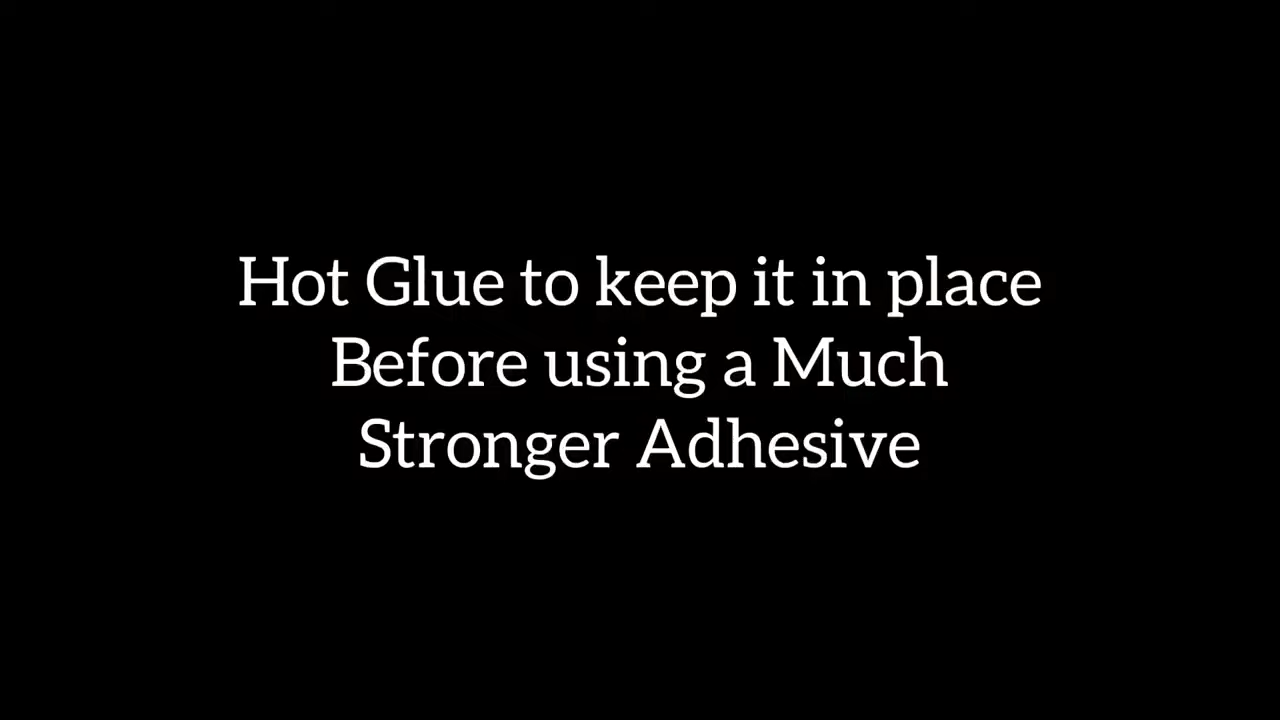 Hot Glue to keep it in place
Before using a Much
Stronger Adhesive